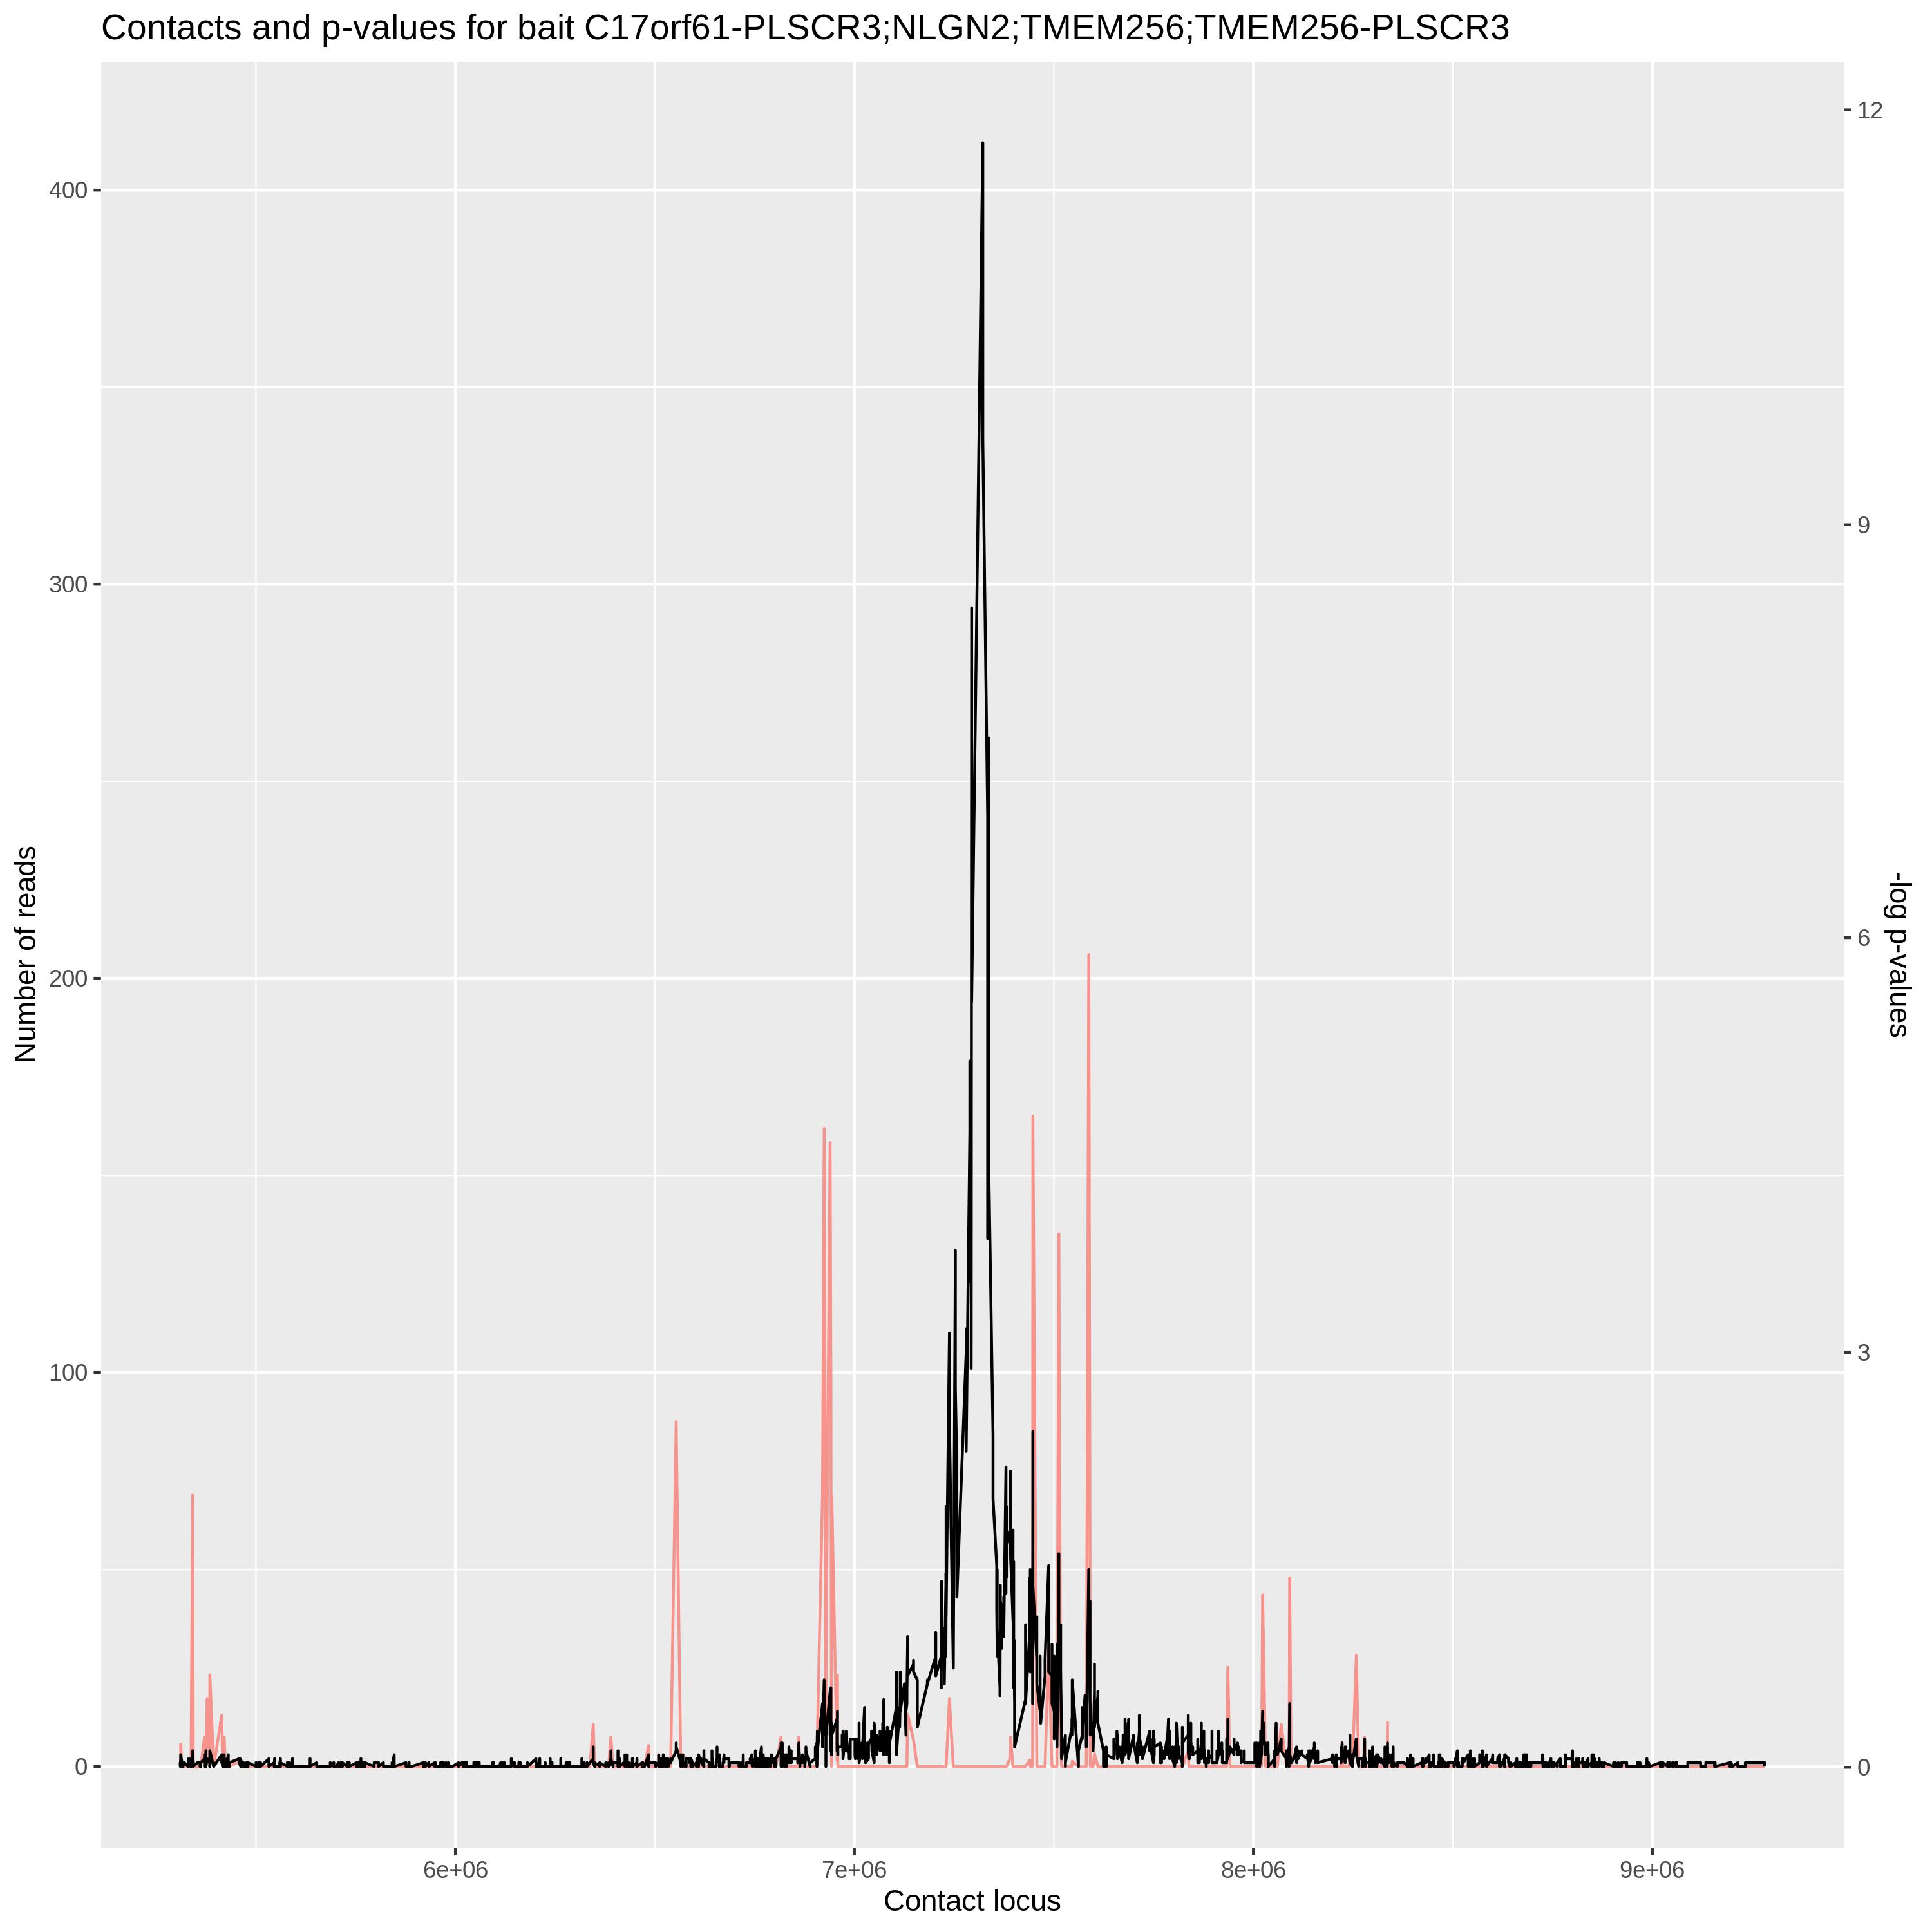 Contacts and p-values for bait C17orf61-PLSCR3;NLGN2;TMEM256;TMEM256-PLSCR3
400
300
200
100
0
Number of reads
12
9
6
3
0
-log p-values
6e+06
7e+06
8e+06
9e+06
Contact locus